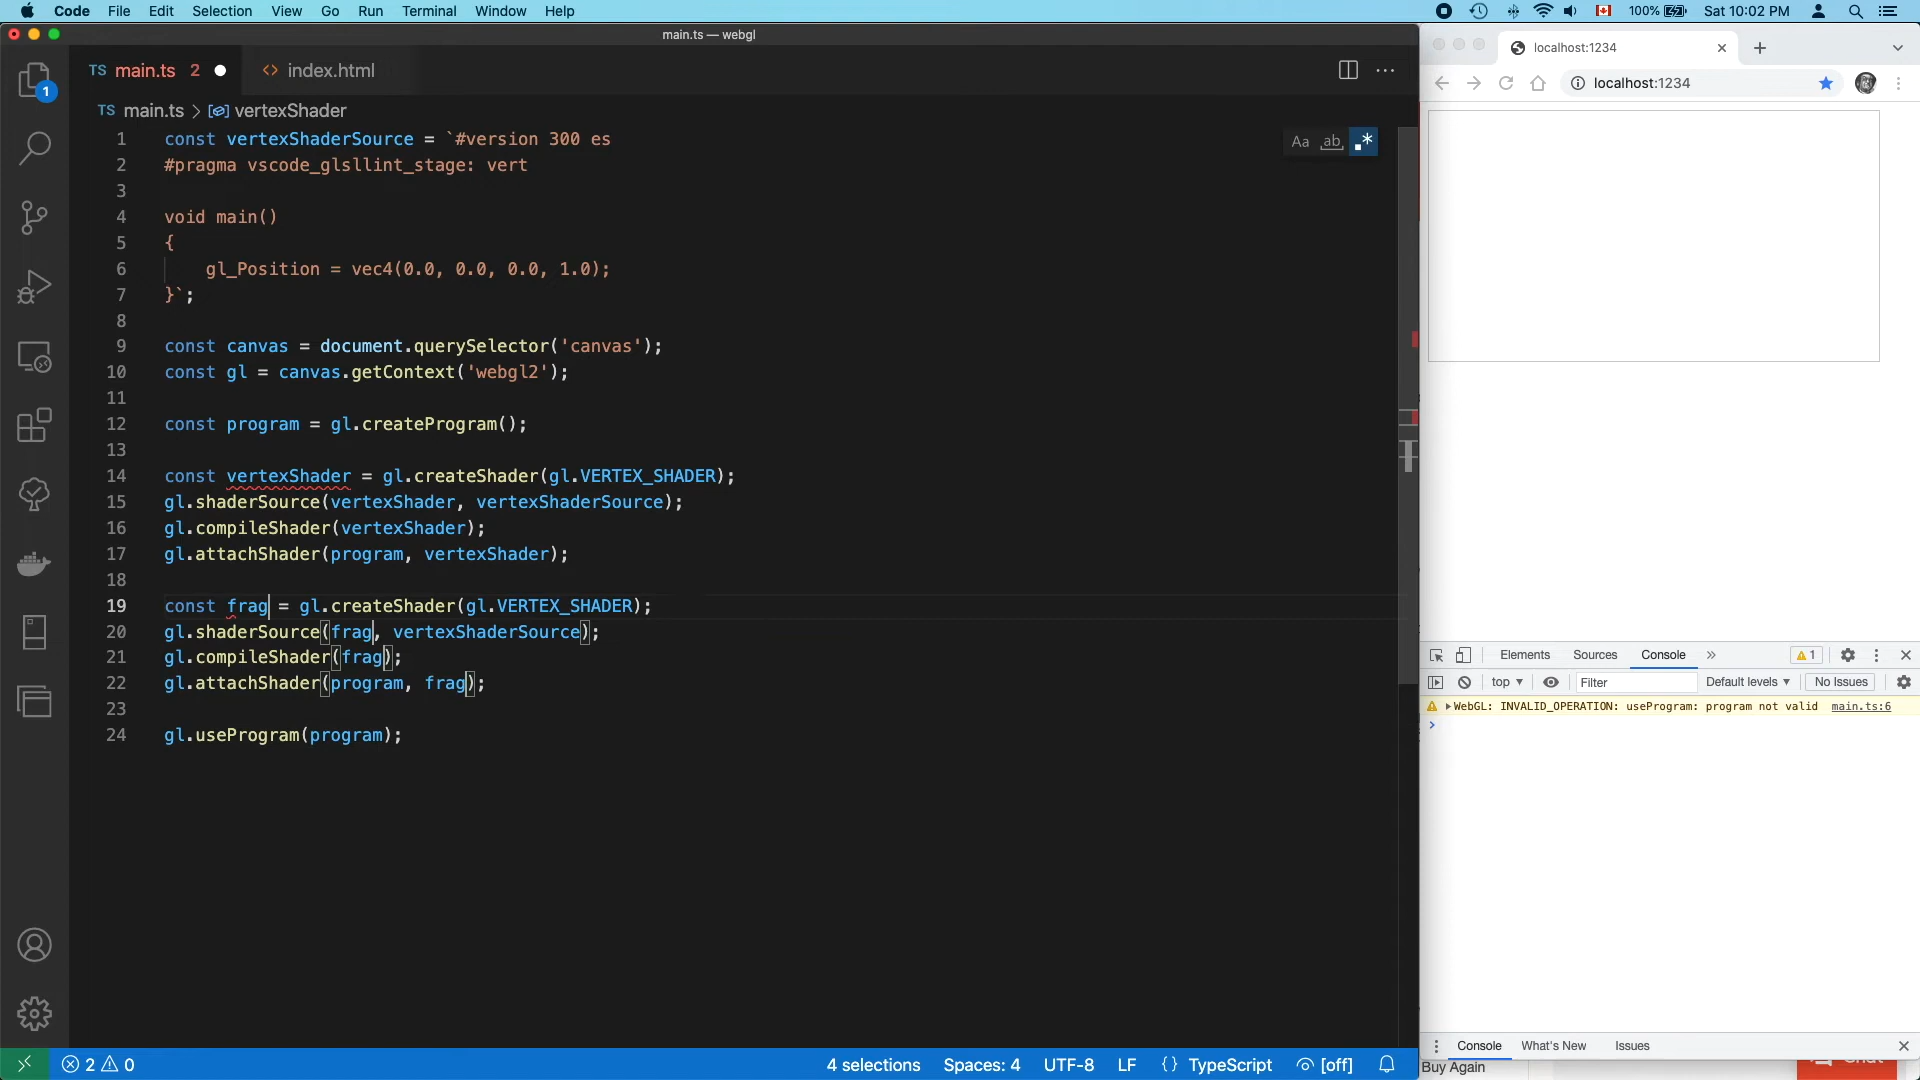 Code File Edit Selection View Go Run Terminal Window Help
100% Sat 10:02 PM
main.ts — webgl
TS main.ts 2
<> index.html
1
TS main.ts > vertexShader
Aa ab .*
1 const vertexShaderSource = `#version 300 es
2 #pragma vscode_glsllint_stage: vert
3
4 void main()
5 {
6 gl_Position = vec4(0.0, 0.0, 0.0, 1.0);
7 }`;
8
9 const canvas = document.querySelector('canvas');
10 const gl = canvas.getContext('webgl2');
11
12 const program = gl.createProgram();
13
14 const vertexShader = gl.createShader(gl.VERTEX_SHADER);
15 gl.shaderSource(vertexShader, vertexShaderSource);
16 gl.compileShader(vertexShader);
17 gl.attachShader(program, vertexShader);
18
19 const frag = gl.createShader(gl.VERTEX_SHADER);
20 gl.shaderSource(frag, vertexShaderSource);
21 gl.compileShader(frag);
22 gl.attachShader(program, frag);
23
24 gl.useProgram(program);
2 0
4 selections Spaces: 4 UTF-8 LF {} TypeScript [off]
localhost:1234
localhost:1234
Elements Sources Console » 1
top Filter Default levels No Issues
WebGL: INVALID_OPERATION: useProgram: program not valid main.ts:6
>
Console What's New Issues
Buy Again